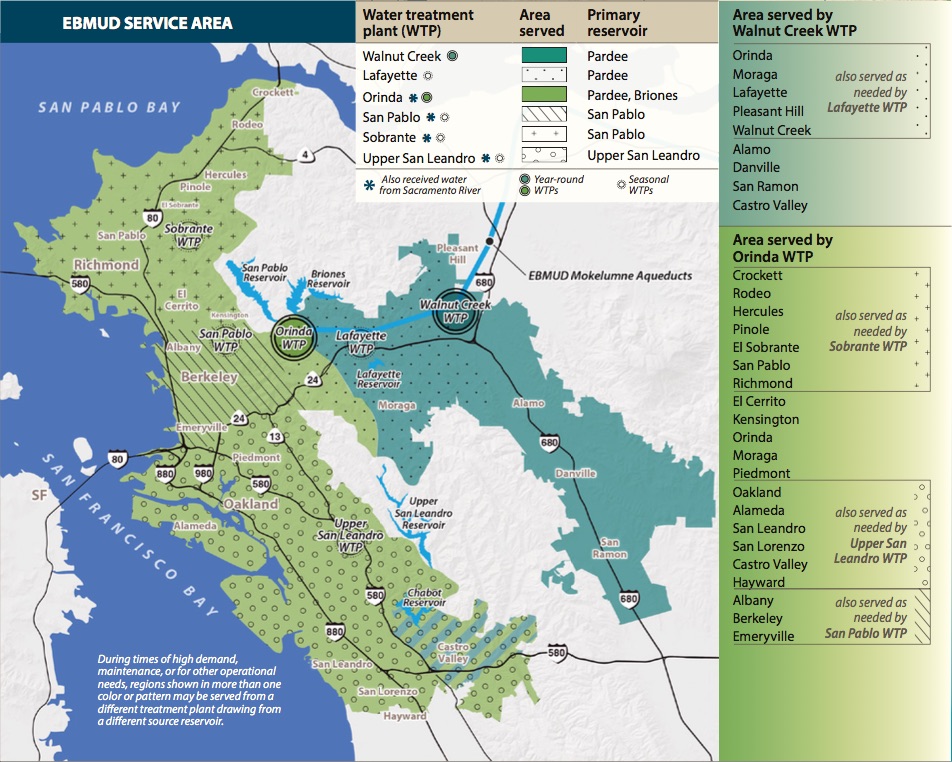 EBMUD SERVICE AREA
Water treatment
plant (WTP)
Area
served
Primary
reservoir
Walnut Creek
Pardee
Lafayette
Pardee
Orinda
Pardee, Briones
San Pablo
San Pablo
Sobrante
San Pablo
Upper San Leandro
Upper San Leandro
Also received water
from Sacramento River
Year-round
WTPs
Seasonal
WTPs
SAN PABLO BAY
Crockett
Rodeo
4
Hercules
Pinole
El Sobrante
80
Sobrante
WTP
San Pablo
Richmond
580
El
Cerrito
Kensington
San Pablo
Reservoir
Briones
Reservoir
Pleasant
Hill
EBMUD Mokelumne Aqueducts
680
Walnut Creek
WTP
San Pablo
WTP
Orinda
WTP
Lafayette
WTP
Albany
Berkeley
24
Lafayette
Reservoir
Moraga
Alamo
24
Emeryville
13
680
80
Piedmont
880
980
580
Danville
SF
Oakland
Alameda
Upper
San Leandro
Reservoir
Upper
San Leandro
WTP
San
Ramon
SAN FRANCISCO BAY
580
Chabot
Reservoir
680
880
Castro
Valley
580
San Leandro
San Lorenzo
Hayward
During times of high demand,
maintenance, or for other operational
needs, regions shown in more than one
color or pattern may be served from a
different treatment plant drawing from
a different source reservoir.
Area served by
Walnut Creek WTP
Orinda
Moraga
Lafayette
Pleasant Hill
Walnut Creek
also served as
needed by
Lafayette WTP
Alamo
Danville
San Ramon
Castro Valley
Area served by
Orinda WTP
Crockett
Rodeo
Hercules
Pinole
El Sobrante
San Pablo
Richmond
also served as
needed by
Sobrante WTP
El Cerrito
Kensington
Orinda
Moraga
Piedmont
Oakland
Alameda
San Leandro
San Lorenzo
Castro Valley
Hayward
also served as
needed by
Upper San
Leandro WTP
Albany
Berkeley
Emeryville
also served as
needed by
San Pablo WTP